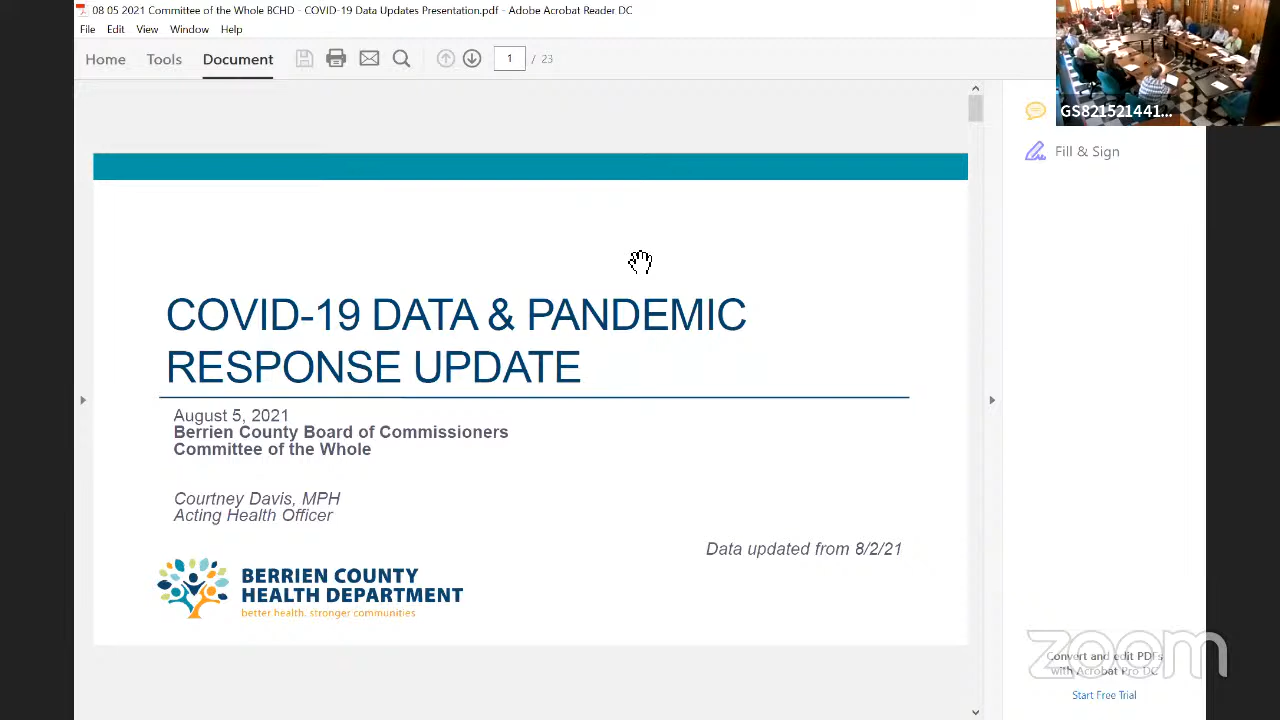 08 05 2021 Committee of the Whole BCHD - COVID-19 Data Updates Presentation.pdf - Adobe Acrobat Reader DC
File Edit View Window Help
Home Tools Document 1 / 23
GS821521441...
Fill & Sign
COVID-19 DATA & PANDEMIC
RESPONSE UPDATE
August 5, 2021
Berrien County Board of Commissioners
Committee of the Whole
Courtney Davis, MPH
Acting Health Officer
Data updated from 8/2/21
BERRIEN COUNTY
HEALTH DEPARTMENT
better health. stronger communities
zoom
Convert and edit PDFs
with Acrobat Pro DC
Start Free Trial